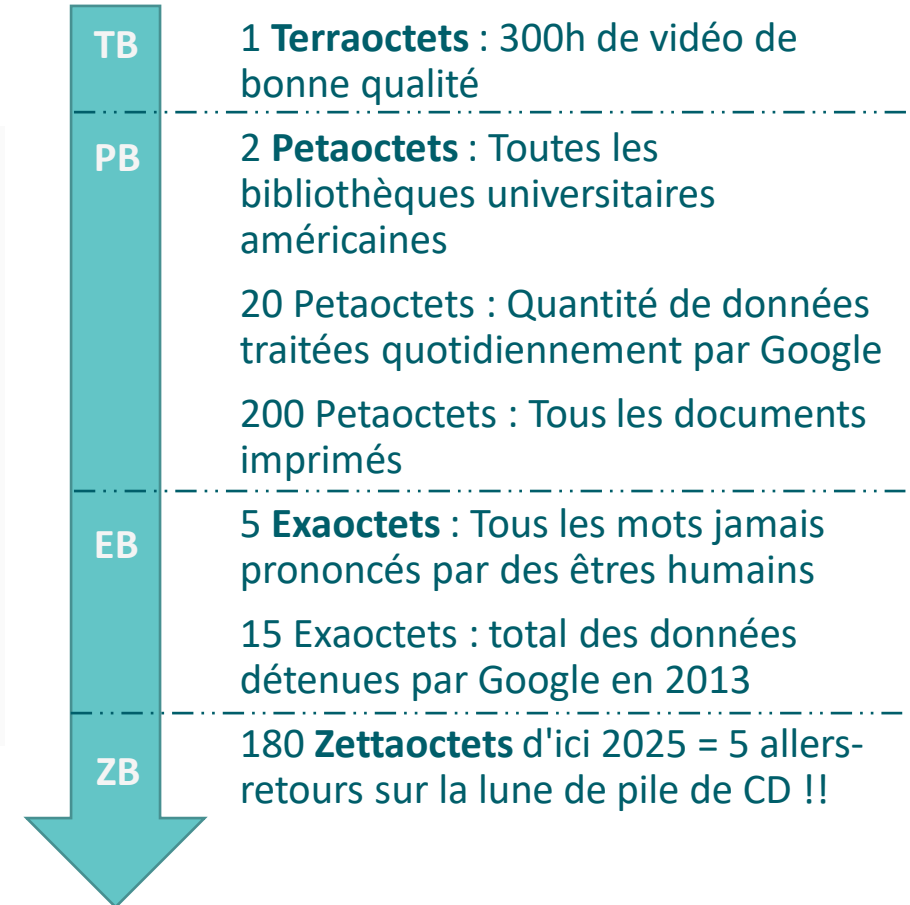 TB
1 Terraoctets : 300h de vidéo de
bonne qualité
PB
2 Petaoctets : Toutes les
bibliothèques universitaires
américaines
20 Petaoctets : Quantité de données
traitées quotidiennement par Google
200 Petaoctets : Tous les documents
imprimés
EB
5 Exaoctets : Tous les mots jamais
prononcés par des êtres humains
15 Exaoctets : total des données
détenues par Google en 2013
ZB
180 Zettaoctets d'ici 2025 = 5 allers-
retours sur la lune de pile de CD !!